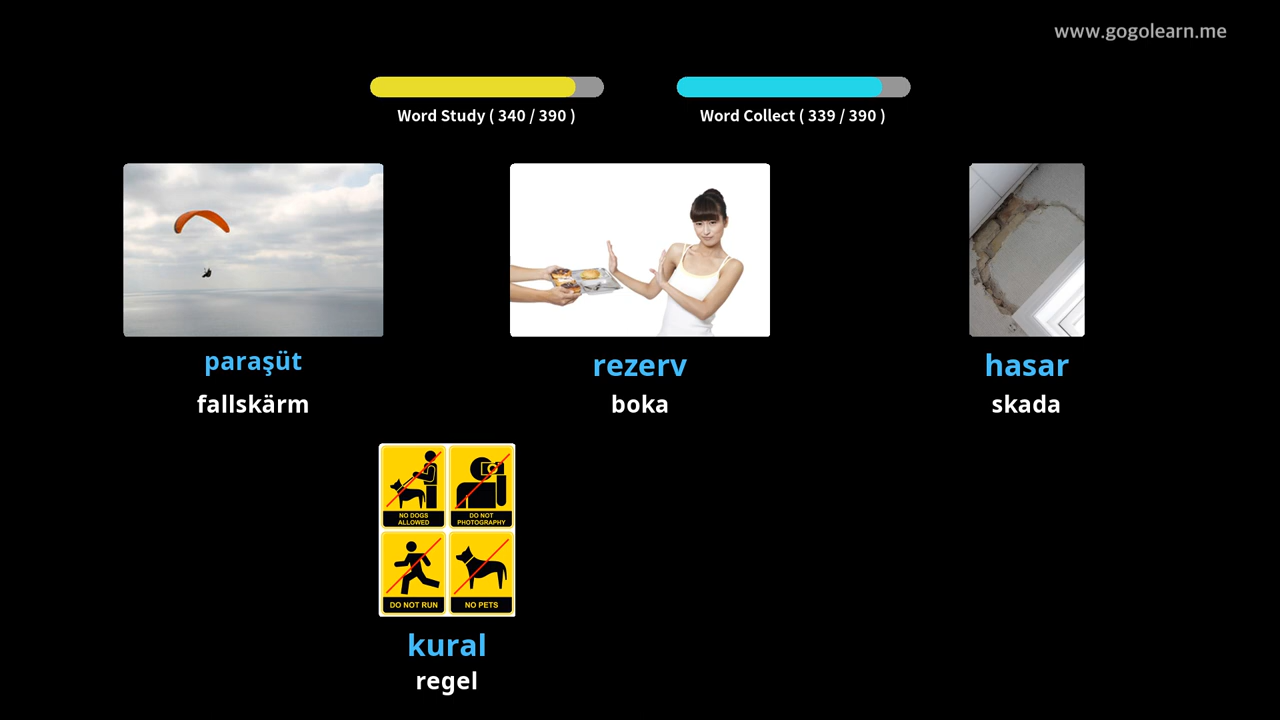 www.gogolearn.me
Word Study ( 340 / 390 )
Word Collect ( 339 / 390 )
paraşüt
fallskärm
rezerv
boka
hasar
skada
NO DOGS
ALLOWED
DO NOT
PHOTOGRAPHY
DO NOT RUN
NO PETS
kural
regel